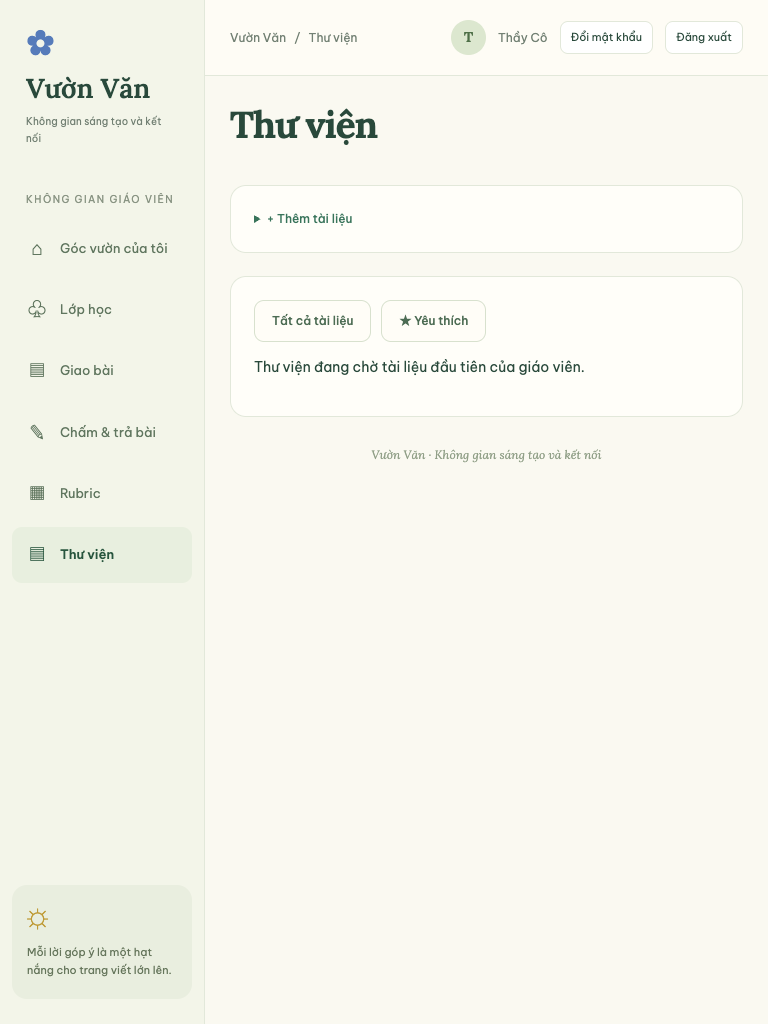 Vườn Văn
Không gian sáng tạo và kết
nối
KHÔNG GIAN GIÁO VIÊN
Góc vườn của tôi
Lớp học
Giao bài
Chấm & trả bài
Rubric
Thư viện
Mỗi lời góp ý là một hạt
nắng cho trang viết lớn lên.
Vườn Văn / Thư viện
T
Thầy Cô
Đổi mật khẩu
Đăng xuất
Thư viện
+ Thêm tài liệu
Tất cả tài liệu
★ Yêu thích
Thư viện đang chờ tài liệu đầu tiên của giáo viên.
Vườn Văn · Không gian sáng tạo và kết nối